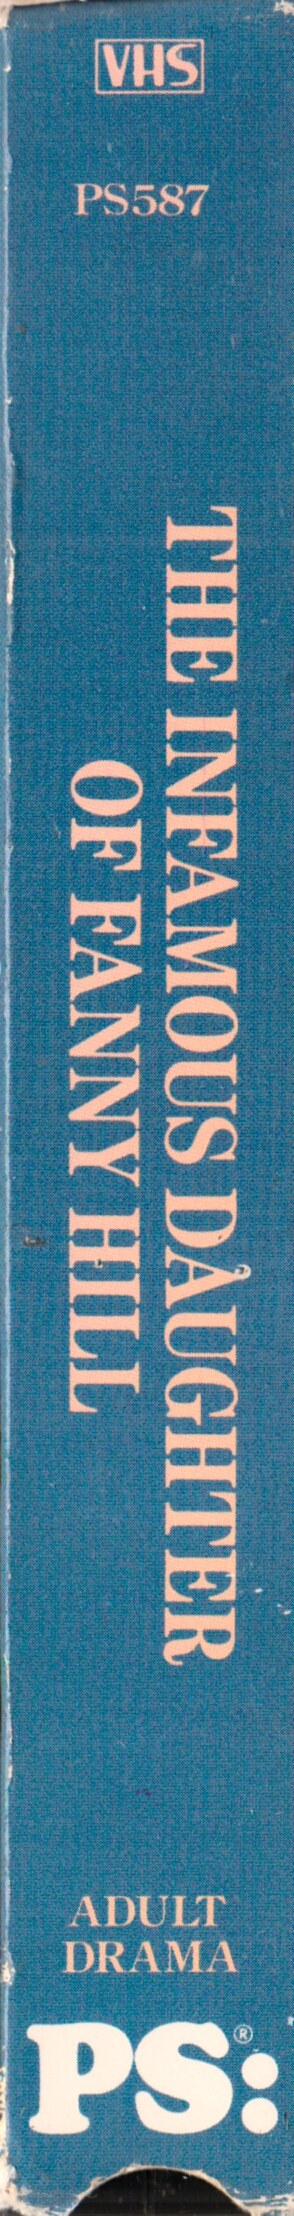 VHS
PS587
THE INFAMOUS DAUGHTER
OF FANNY HILL
ADULT
DRAMA
PS:®